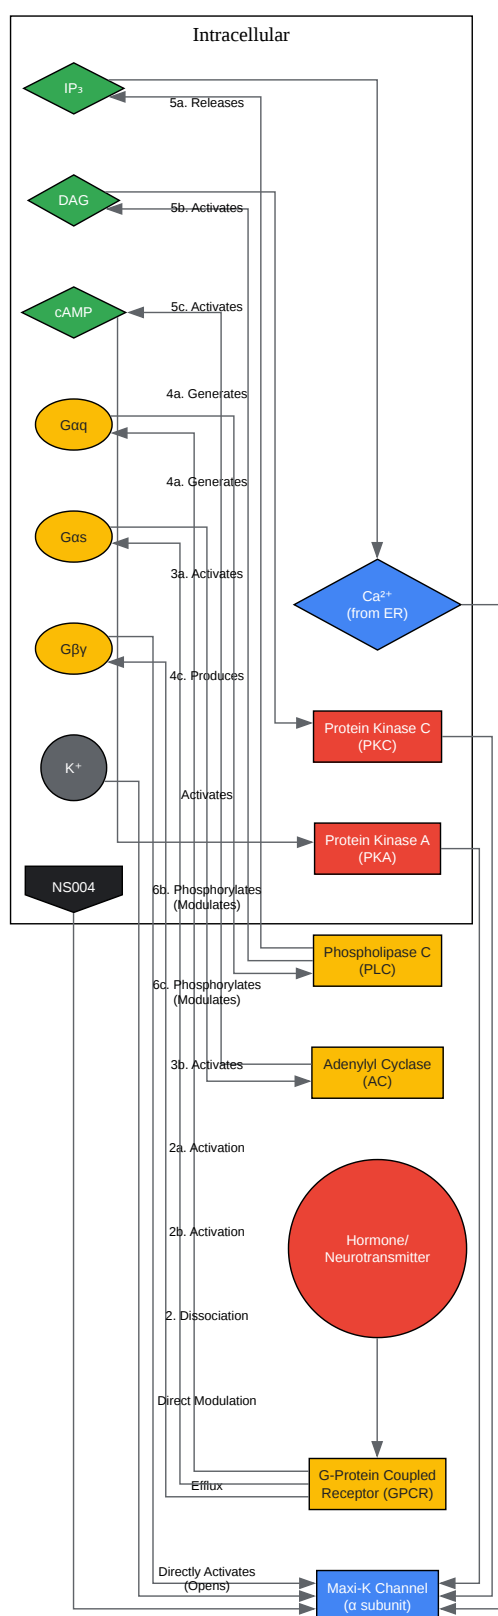 Intracellular
IP₃
5a. Releases
DAG
5b. Activates
cAMP
5c. Activates
4a. Generates
Gαq
4a. Generates
Gαs
3a. Activates
Ca²⁺
(from ER)
Gβγ
4c. Produces
Protein Kinase C
(PKC)
K⁺
Activates
Protein Kinase A
(PKA)
NS004
6b. Phosphorylates
(Modulates)
Phospholipase C
(PLC)
6c. Phosphorylates
(Modulates)
3b. Activates
Adenylyl Cyclase
(AC)
2a. Activation
2b. Activation
Hormone/
Neurotransmitter
2. Dissociation
Direct Modulation
G-Protein Coupled
Receptor (GPCR)
Efflux
Directly Activates
(Opens)
Maxi-K Channel
(α subunit)